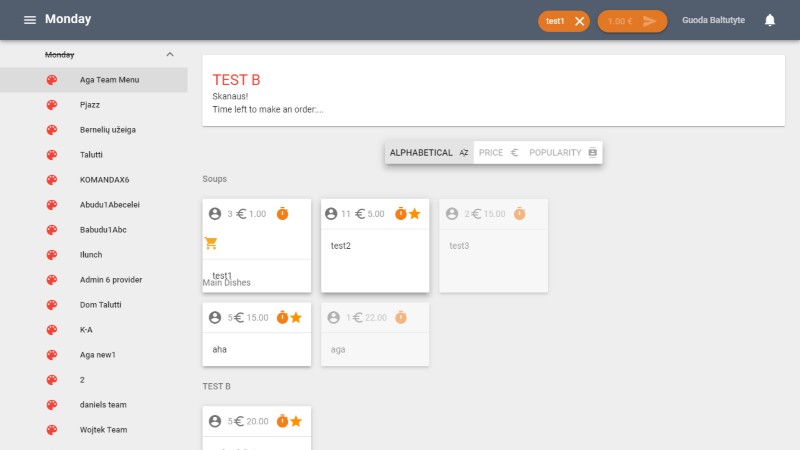 Monday
test1
1.00 €
Guoda Baltutyte
Monday
Aga Team Menu
Pjazz
Bernelių užeiga
Talutti
KOMANDAX6
Abudu1Abecelei
Babudu1Abc
Ilunch
Admin 6 provider
Dom Talutti
K-A
Aga new1
2
daniels team
Wojtek Team
TEST B
Skanaus!
Time left to make an order:...
ALPHABETICAL
PRICE €
POPULARITY
Soups
3 € 1.00
test1
11 € 5.00
test2
2 € 15.00
test3
Main Dishes
5 € 15.00
aha
1 € 22.00
aga
TEST B
5 € 20.00